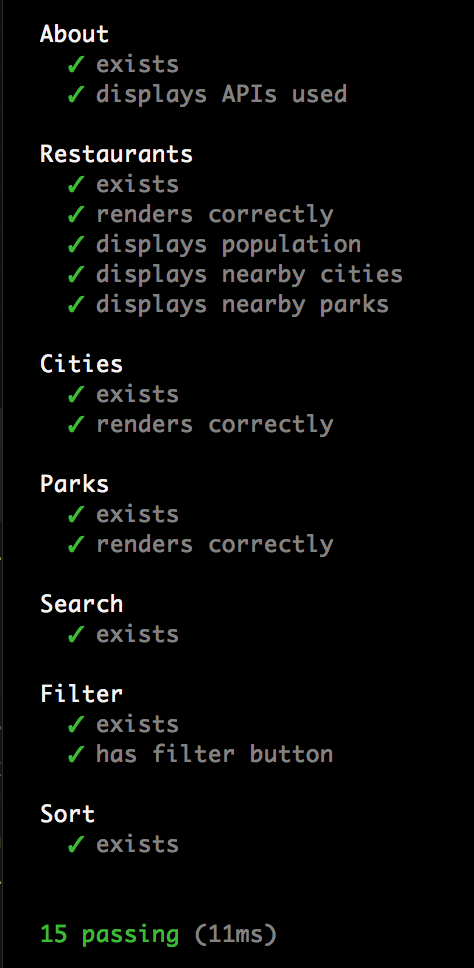 About
✓ exists
✓ displays APIs used
Restaurants
✓ exists
✓ renders correctly
✓ displays population
✓ displays nearby cities
✓ displays nearby parks
Cities
✓ exists
✓ renders correctly
Parks
✓ exists
✓ renders correctly
Search
✓ exists
Filter
✓ exists
✓ has filter button
Sort
✓ exists
15 passing (11ms)